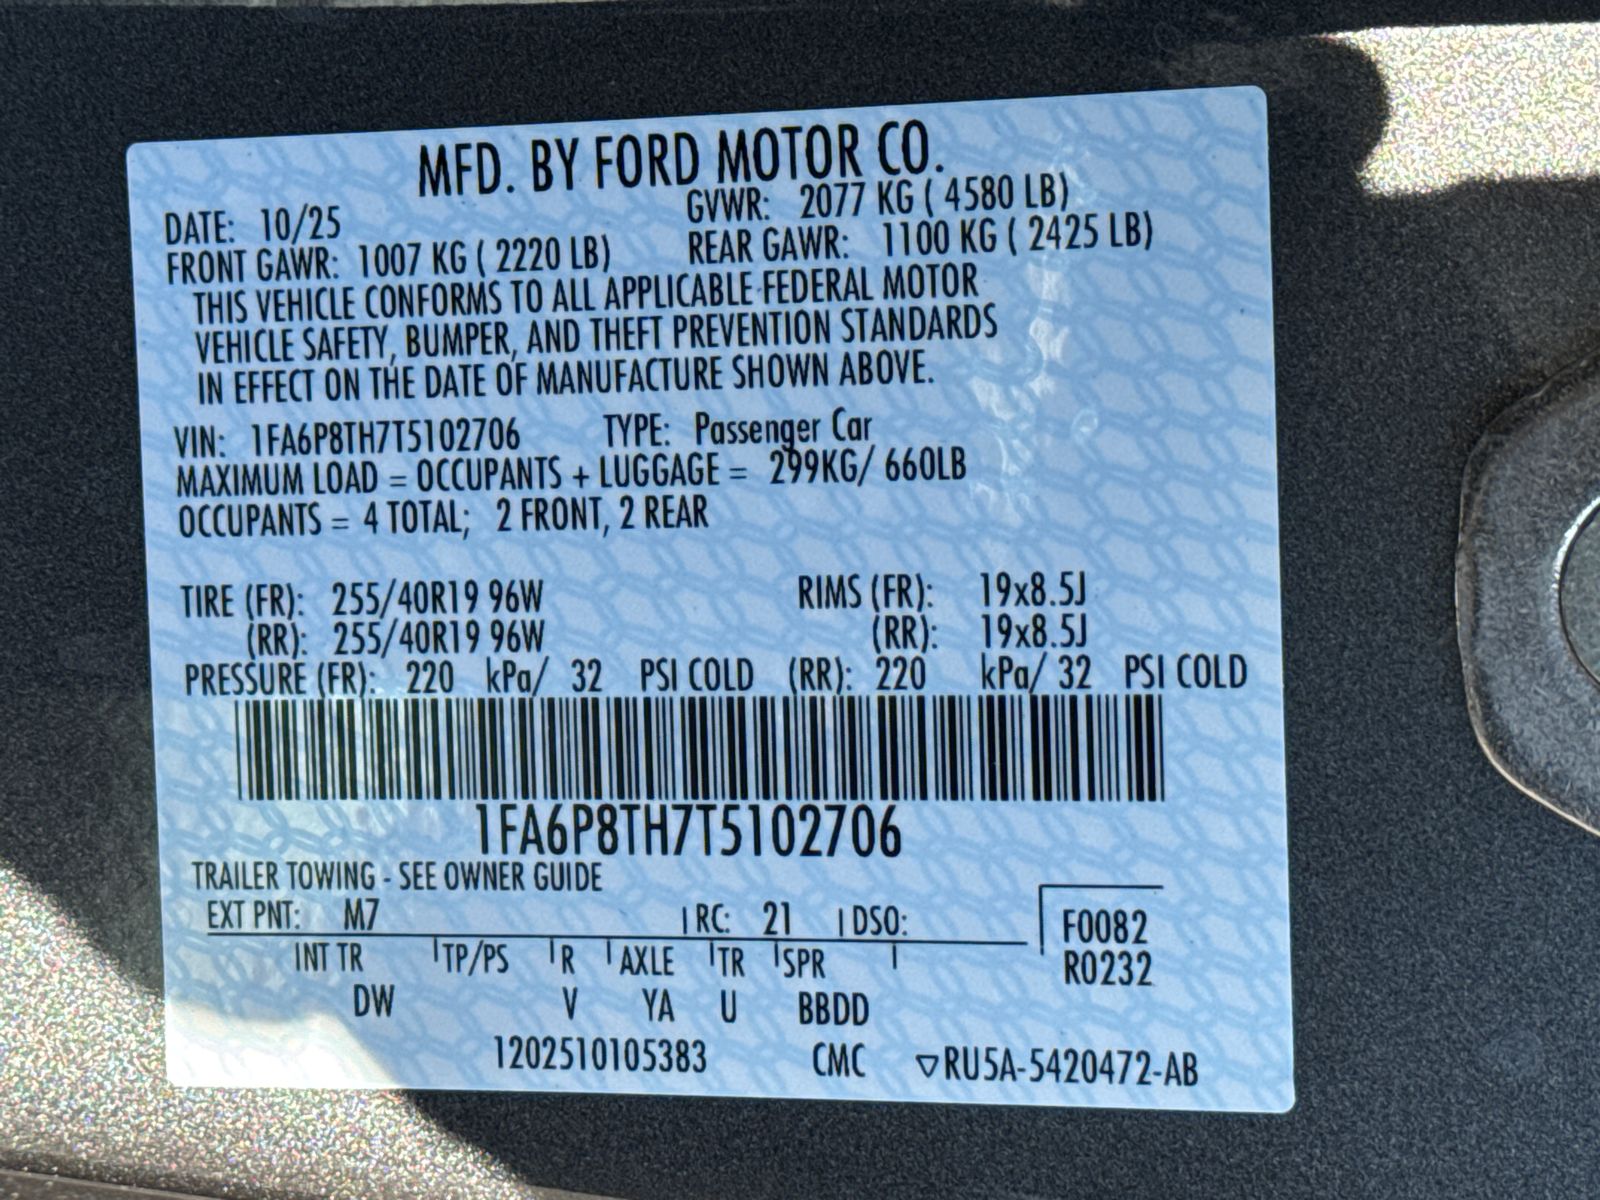 MFD. BY FORD MOTOR CO.
DATE: 10/25 GVWR: 2077 KG ( 4580 LB)
FRONT GAWR: 1007 KG ( 2220 LB) REAR GAWR: 1100 KG ( 2425 LB)
THIS VEHICLE CONFORMS TO ALL APPLICABLE FEDERAL MOTOR
VEHICLE SAFETY, BUMPER, AND THEFT PREVENTION STANDARDS
IN EFFECT ON THE DATE OF MANUFACTURE SHOWN ABOVE.
VIN: 1FA6P8TH7T5102706 TYPE: Passenger Car
MAXIMUM LOAD = OCCUPANTS + LUGGAGE = 299KG/ 660LB
OCCUPANTS = 4 TOTAL; 2 FRONT, 2 REAR
TIRE (FR): 255/40R19 96W RIMS (FR): 19x8.5J
(RR): 255/40R19 96W (RR): 19x8.5J
PRESSURE (FR): 220 kPa/ 32 PSI COLD (RR): 220 kPa/ 32 PSI COLD
1FA6P8TH7T5102706
TRAILER TOWING - SEE OWNER GUIDE
EXT PNT: M7 RC: 21 DSO: F0082
INT TR TP/PS R AXLE TR SPR R0232
DW V YA U BBDD
1202510105383 CMC ▽RU5A-5420472-AB